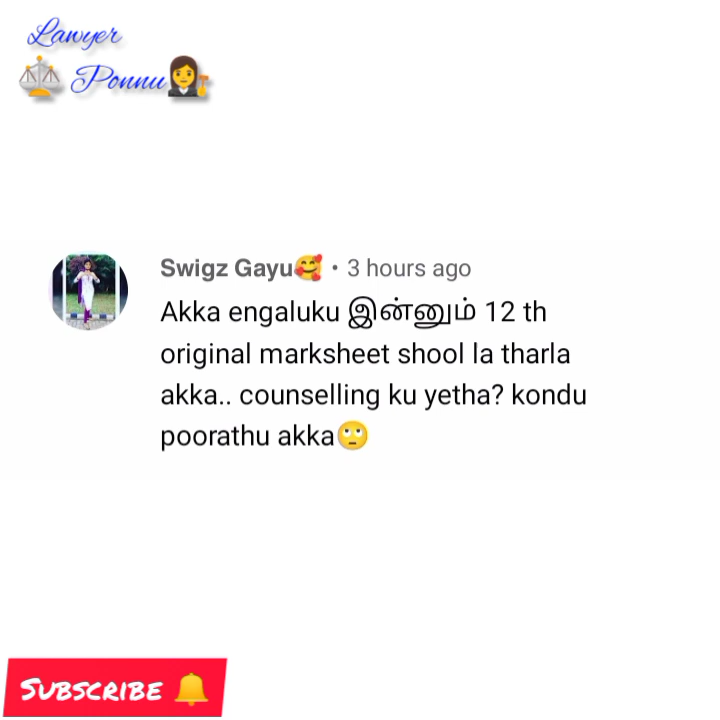 Lawyer
Ponnu
Swigz Gayu🥰 • 3 hours ago
Akka engaluku இன்னும் 12 th
original marksheet shool la tharla
akka.. counselling ku yetha? kondu
poorathu akka🙄
SUBSCRIBE